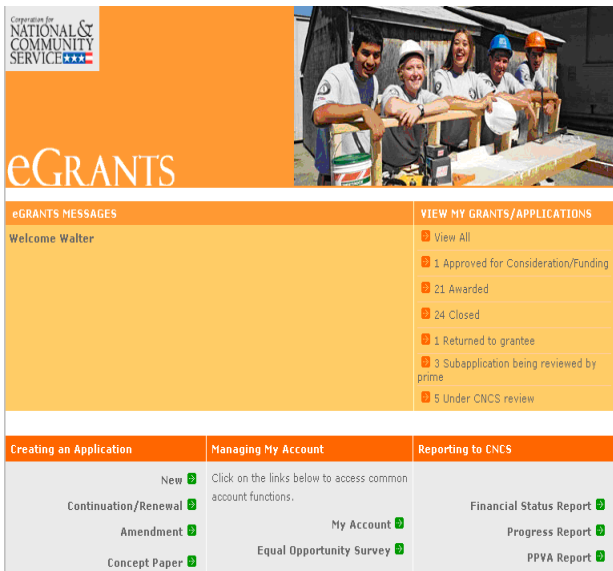 Corporation for
NATIONAL &
COMMUNITY
SERVICE
eGRANTS
eGRANTS MESSAGES
Welcome Walter
VIEW MY GRANTS/APPLICATIONS
View All
1 Approved for Consideration/Funding
21 Awarded
24 Closed
1 Returned to grantee
3 Subapplication being reviewed by
prime
5 Under CNCS review
Creating an Application
New
Continuation/Renewal
Amendment
Concept Paper
Managing My Account
Click on the links below to access common
account functions.
My Account
Equal Opportunity Survey
Reporting to CNCS
Financial Status Report
Progress Report
PPVA Report